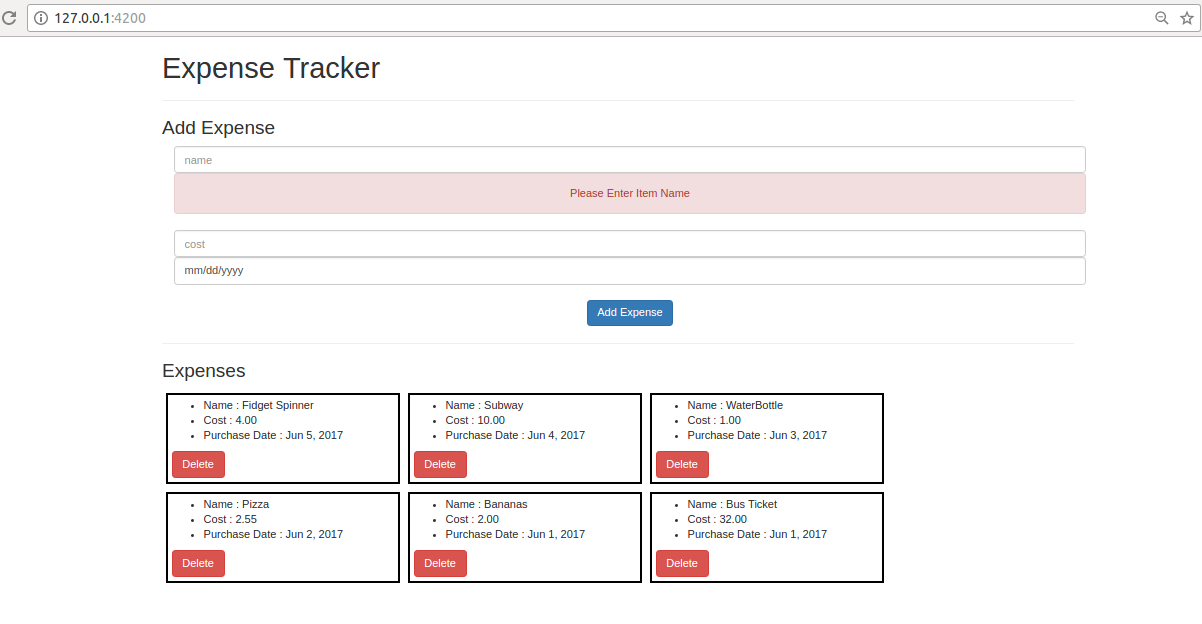 127.0.0.1:4200
Expense Tracker
Add Expense
name
Please Enter Item Name
cost
mm/dd/yyyy
Add Expense
Expenses
Name : Fidget Spinner
Cost : 4.00
Purchase Date : Jun 5, 2017
Delete
Name : Subway
Cost : 10.00
Purchase Date : Jun 4, 2017
Delete
Name : WaterBottle
Cost : 1.00
Purchase Date : Jun 3, 2017
Delete
Name : Pizza
Cost : 2.55
Purchase Date : Jun 2, 2017
Delete
Name : Bananas
Cost : 2.00
Purchase Date : Jun 1, 2017
Delete
Name : Bus Ticket
Cost : 32.00
Purchase Date : Jun 1, 2017
Delete